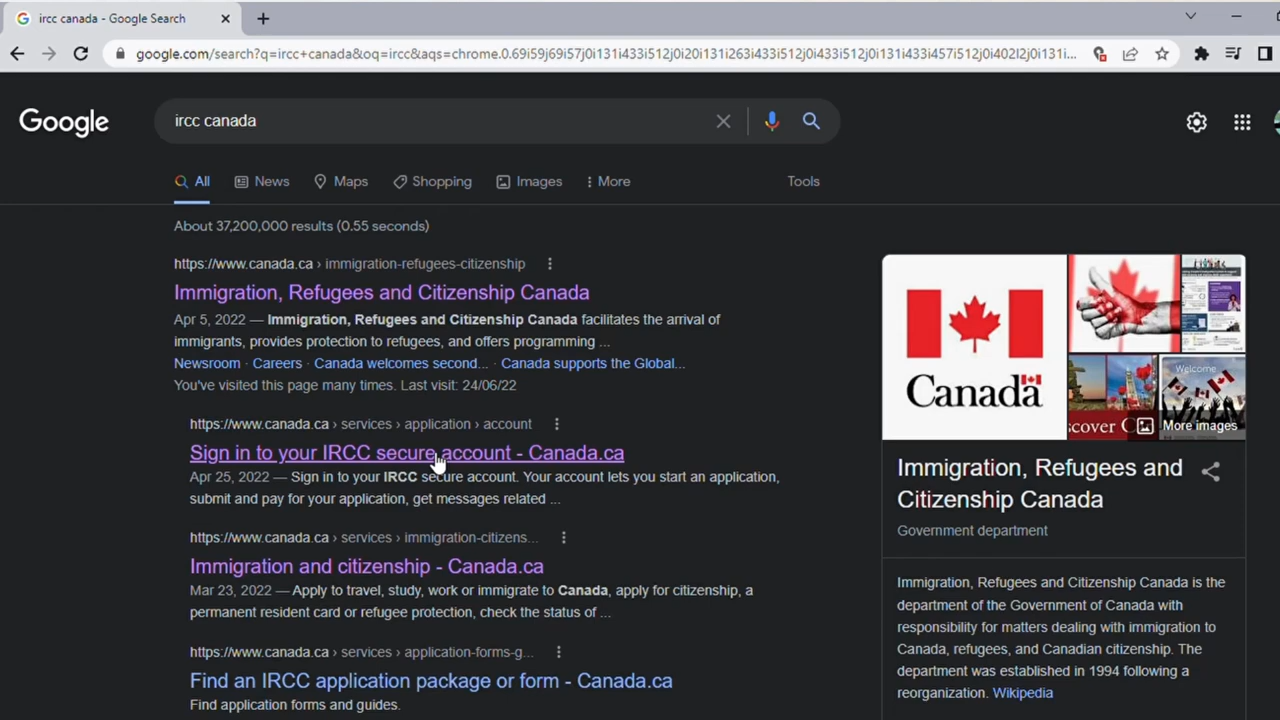 ircc canada - Google Search
google.com/search?q=ircc+canada&oq=ircc&aqs=chrome.0.69i59j69i57j0i131i433i512j0i20i131i263i433i512j0i433i512j0i131i433i457i512j0i402l2j0i131i...
Google
ircc canada
All News Maps Shopping Images More Tools
About 37,200,000 results (0.55 seconds)
https://www.canada.ca › immigration-refugees-citizenship
Immigration, Refugees and Citizenship Canada
Apr 5, 2022 — Immigration, Refugees and Citizenship Canada facilitates the arrival of
immigrants, provides protection to refugees, and offers programming ...
Newsroom · Careers · Canada welcomes second... · Canada supports the Global...
You've visited this page many times. Last visit: 24/06/22
https://www.canada.ca › services › application › account
Sign in to your IRCC secure account - Canada.ca
Apr 25, 2022 — Sign in to your IRCC secure account. Your account lets you start an application,
submit and pay for your application, get messages related ...
https://www.canada.ca › services › immigration-citizens...
Immigration and citizenship - Canada.ca
Mar 23, 2022 — Apply to travel, study, work or immigrate to Canada, apply for citizenship, a
permanent resident card or refugee protection, check the status of ...
https://www.canada.ca › services › application-forms-g...
Find an IRCC application package or form - Canada.ca
Find application forms and guides.
Canada
Welcome
scover C
More images
Immigration, Refugees and
Citizenship Canada
Government department
Immigration, Refugees and Citizenship Canada is the
department of the Government of Canada with
responsibility for matters dealing with immigration to
Canada, refugees, and Canadian citizenship. The
department was established in 1994 following a
reorganization. Wikipedia